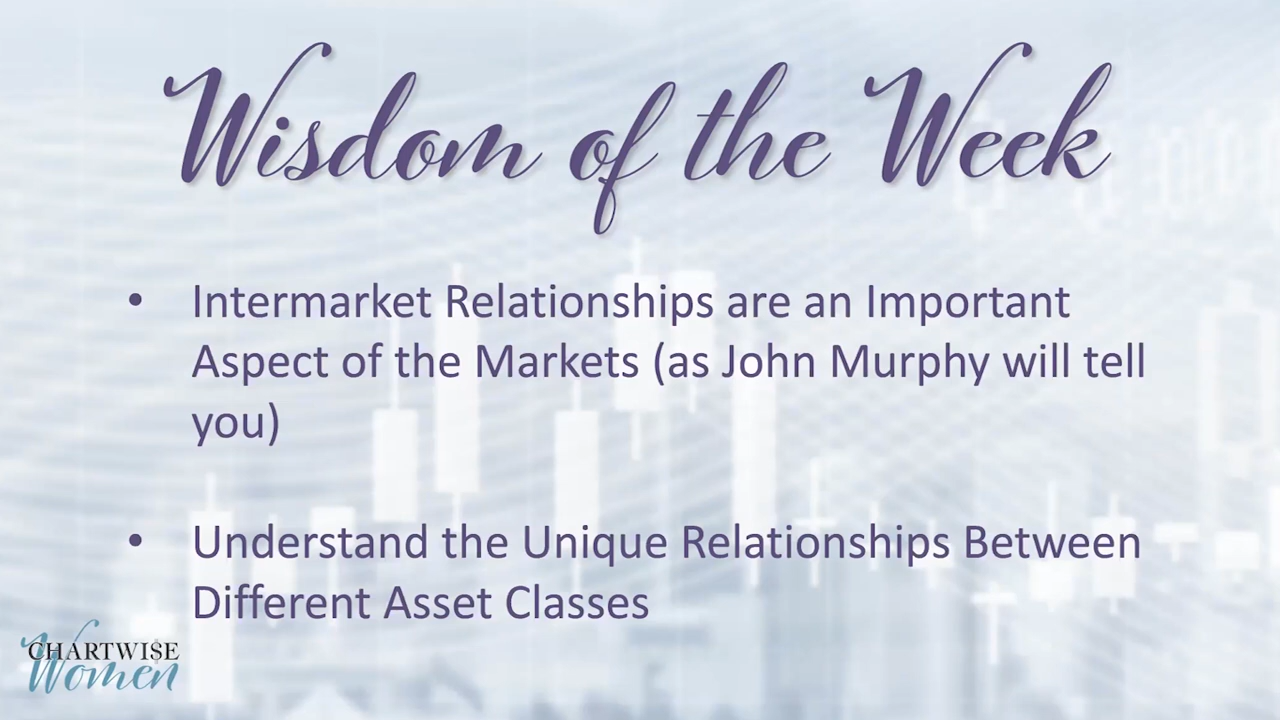 Wisdom of the Week
• Intermarket Relationships are an Important
Aspect of the Markets (as John Murphy will tell
you)
• Understand the Unique Relationships Between
Different Asset Classes
CHARTWI$E
Women